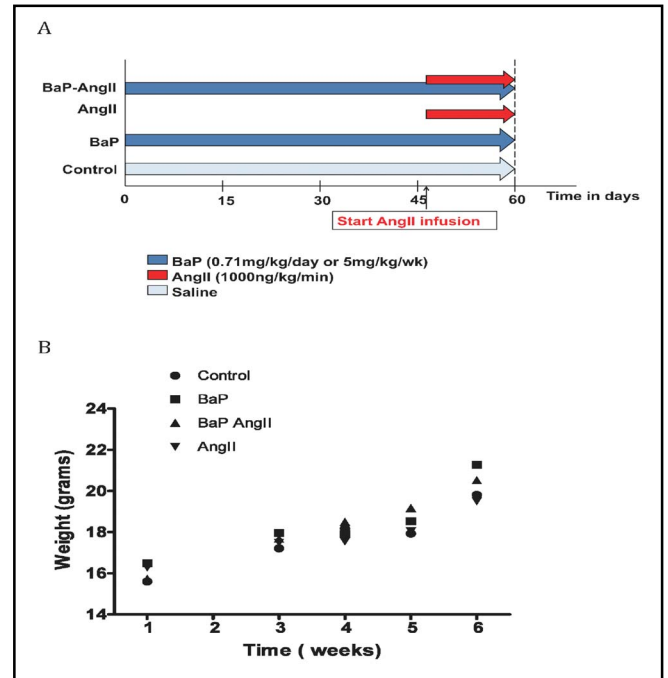 A
BaP-AngII
AngII
BaP
Control
0 15 30 45 60 Time in days
Start AngII infusion
BaP (0.71mg/kg/day or 5mg/kg/wk)
AngII (1000ng/kg/min)
Saline
B
Control
BaP
BaP AngII
AngII
24
22
20
18
16
14
Weight (grams)
1 2 3 4 5 6
Time ( weeks)